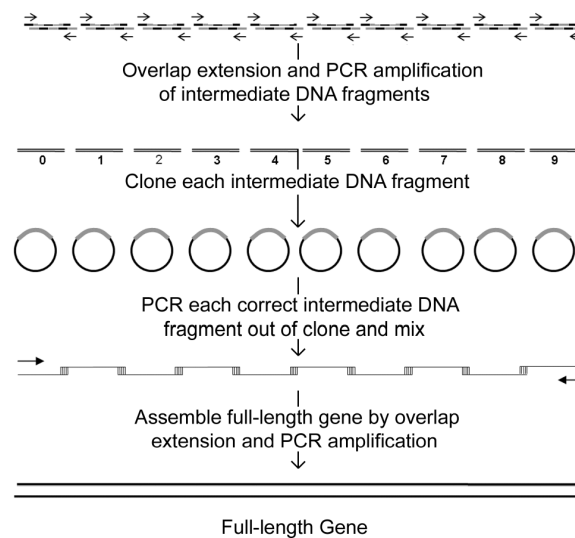 Overlap extension and PCR amplification
of intermediate DNA fragments
0 1 2 3 4 5 6 7 8 9
Clone each intermediate DNA fragment
PCR each correct intermediate DNA
fragment out of clone and mix
Assemble full-length gene by overlap
extension and PCR amplification
Full-length Gene